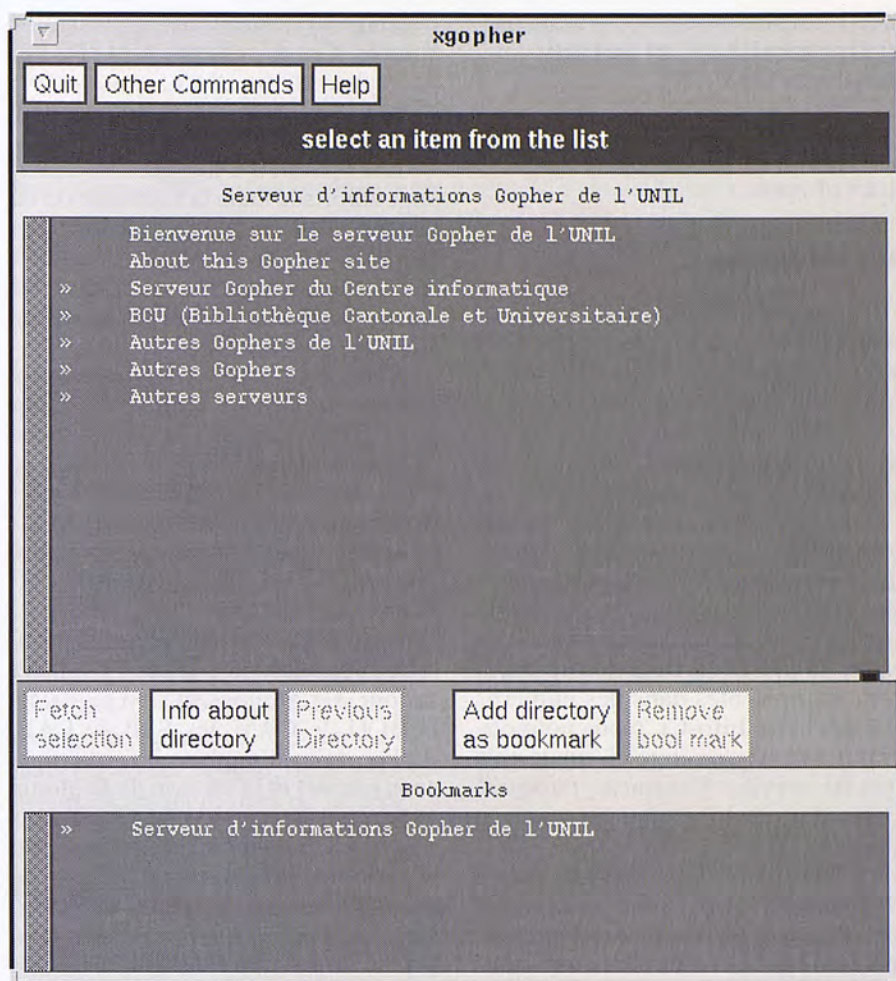 xgopher
Quit Other Commands Help
select an item from the list
Serveur d'informations Gopher de l'UNIL
Bienvenue sur le serveur Gopher de l'UNIL
About this Gopher site
» Serveur Gopher du Centre informatique
» BCU (Bibliothèque Cantonale et Universitaire)
» Autres Gophers de l'UNIL
» Autres Gophers
» Autres serveurs
Fetch selection
Info about directory
Previous Directory
Add directory as bookmark
Remove bookmark
Bookmarks
» Serveur d'informations Gopher de l'UNIL